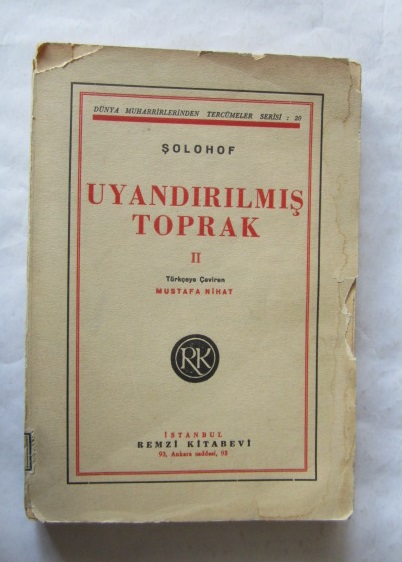 DÜNYA MUHARRİRLERİNDEN TERCÜMELER SERİSİ : 20
ŞOLOHOF
UYANDIRILMIŞ
TOPRAK
II
Türkçeye Çeviren
MUSTAFA NİHAT
RK
İSTANBUL
REMZİ KİTABEVİ
93, Ankara caddesi, 93